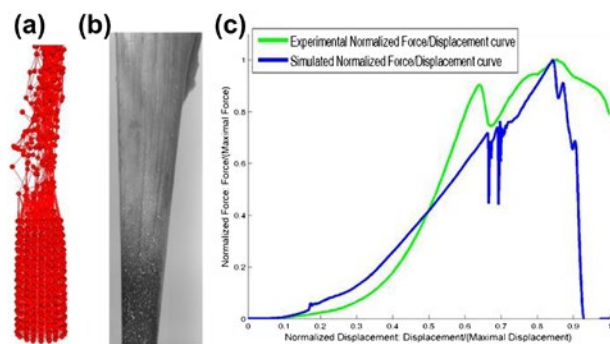 (a)
(b)
(c)
Experimental Normalized Force/Displacement curve
Simulated Normalized Force/Displacement curve
Normalized Force: Force/(Maximal Force)
1
0.8
0.6
0.4
0.2
0
0 0.1 0.2 0.3 0.4 0.5 0.6 0.7 0.8 0.9 1
Normalized Displacement: Displacement/(Maximal Displacement)